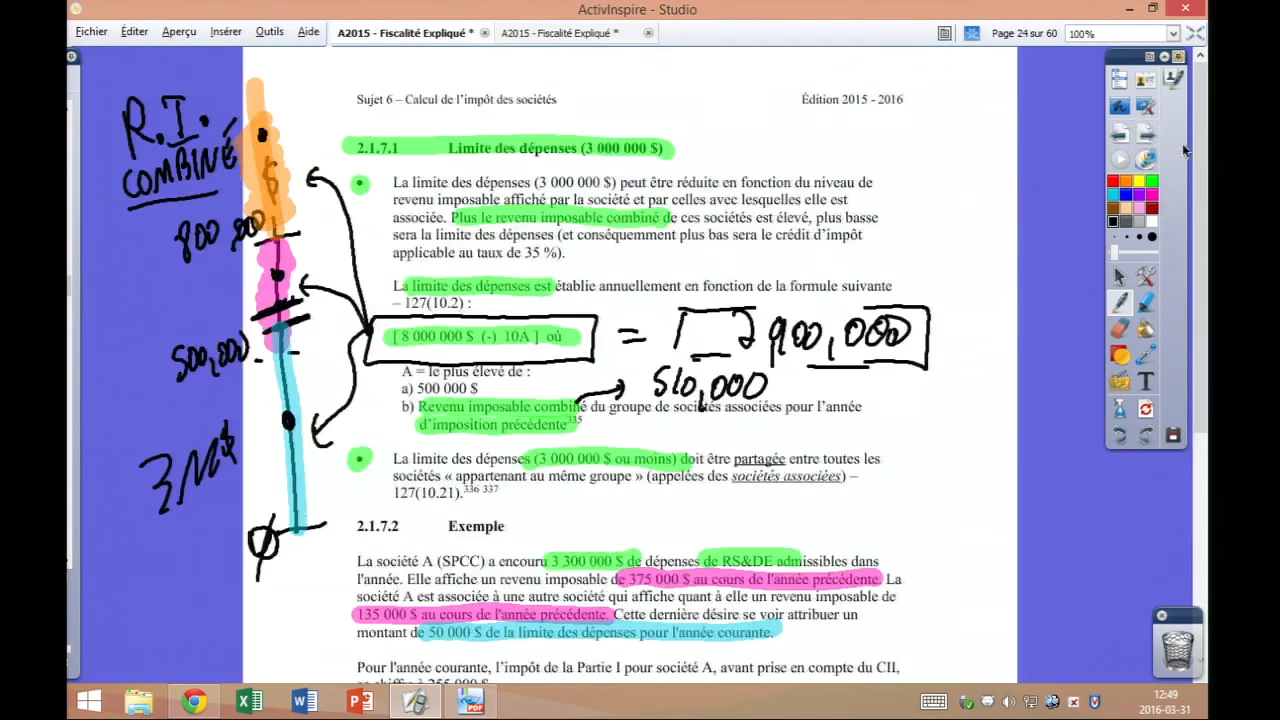 ActivInspire - Studio
Fichier Éditer Aperçu Insérer Outils Aide
A2015 - Fiscalité Expliqué *
A2015 - Fiscalité Expliqué *
Page 24 sur 60
100%
Sujet 6 – Calcul de l'impôt des sociétés
Édition 2015 - 2016
R.I.
COMBINÉ
800,000
500,000
3 M$
2.1.7.1 Limite des dépenses (3 000 000 $)
• La limite des dépenses (3 000 000 $) peut être réduite en fonction du niveau de
revenu imposable affiché par la société et par celles avec lesquelles elle est
associée. Plus le revenu imposable combiné de ces sociétés est élevé, plus basse
sera la limite des dépenses (et conséquemment plus bas sera le crédit d'impôt
applicable au taux de 35 %).
La limite des dépenses est établie annuellement en fonction de la formule suivante
– 127(10.2) :
[ 8 000 000 $ (-) 10A ] où
= 2 900,000
A = le plus élevé de :
a) 500 000 $
510,000
b) Revenu imposable combiné du groupe de sociétés associées pour l'année
d'imposition précédente335
• La limite des dépenses (3 000 000 $ ou moins) doit être partagée entre toutes les
sociétés « appartenant au même groupe » (appelées des sociétés associées) –
127(10.21).336 337
2.1.7.2 Exemple
La société A (SPCC) a encouru 3 300 000 $ de dépenses de RS&DE admissibles dans
l'année. Elle affiche un revenu imposable de 375 000 $ au cours de l'année précédente. La
société A est associée à une autre société qui affiche quant à elle un revenu imposable de
135 000 $ au cours de l'année précédente. Cette dernière désire se voir attribuer un
montant de 50 000 $ de la limite des dépenses pour l'année courante.
Pour l'année courante, l'impôt de la Partie I pour société A, avant prise en compte du CII,
se chiffre à 255 000 $.
12:49
2016-03-31